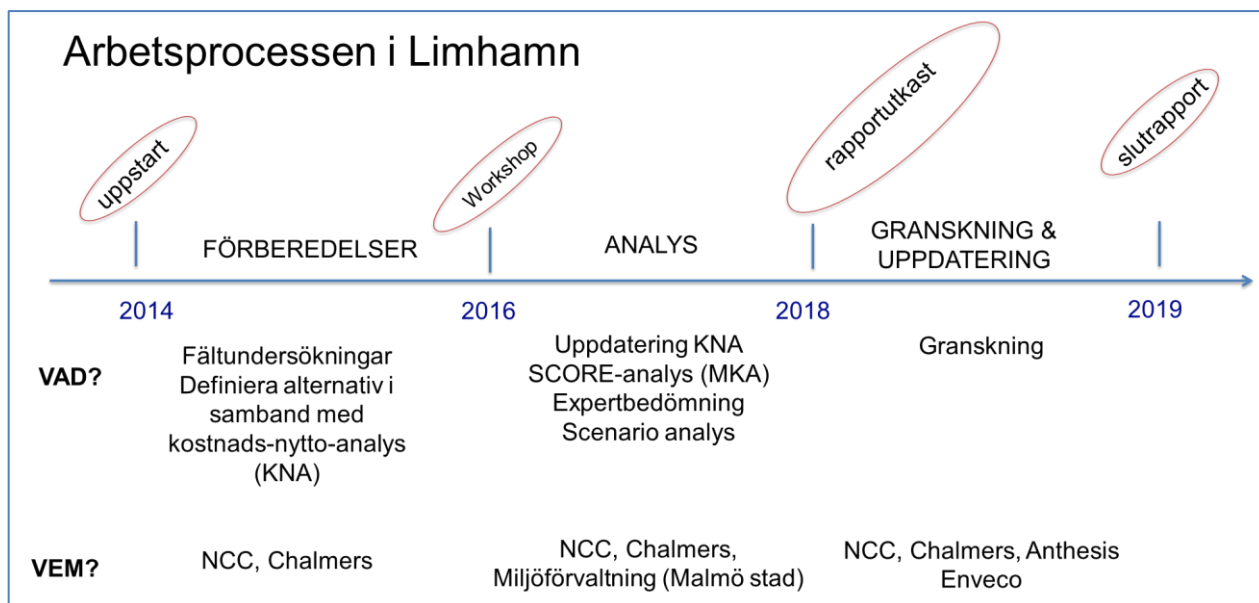 Arbetsprocessen i Limhamn
uppstart
Workshop
rapportutkast
slutrapport
FÖRBEREDELSER
ANALYS
GRANSKNING &
UPPDATERING
2014
2016
2018
2019
VAD?
Fältundersökningar
Definiera alternativ i
samband med
kostnads-nytto-analys
(KNA)
Uppdatering KNA
SCORE-analys (MKA)
Expertbedömning
Scenario analys
Granskning
VEM?
NCC, Chalmers
NCC, Chalmers,
Miljöförvaltning (Malmö stad)
NCC, Chalmers, Anthesis
Enveco